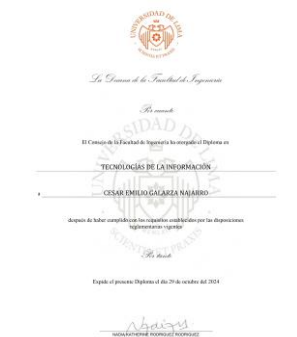 UNIVERSIDAD DE LIMA
SCIENTIA ET PRAXIS
La Decana de la Facultad de Ingeniería
Por cuanto
El Consejo de la Facultad de Ingeniería ha otorgado el Diploma en
TECNOLOGÍAS DE LA INFORMACIÓN
a
CESAR EMILIO GALARZA NAJARRO
después de haber cumplido con los requisitos establecidos por las disposiciones
reglamentarias vigentes
Por tanto
Expide el presente Diploma el día 29 de octubre del 2024
NADIA KATHERINE RODRIGUEZ RODRIGUEZ